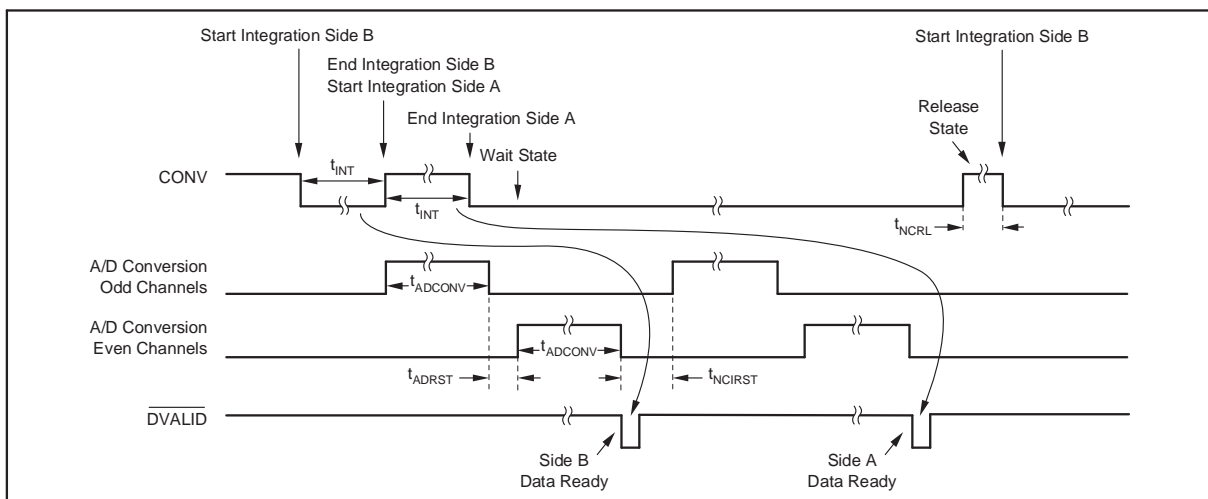 Start Integration Side B
Start Integration Side B
End Integration Side B
Start Integration Side A
End Integration Side A
Release
State
Wait State
CONV
tINT
tINT
tNCRL
A/D Conversion
Odd Channels
tADCONV
A/D Conversion
Even Channels
tADCONV
tADRST
tNCIRST
DVALID
Side B
Data Ready
Side A
Data Ready